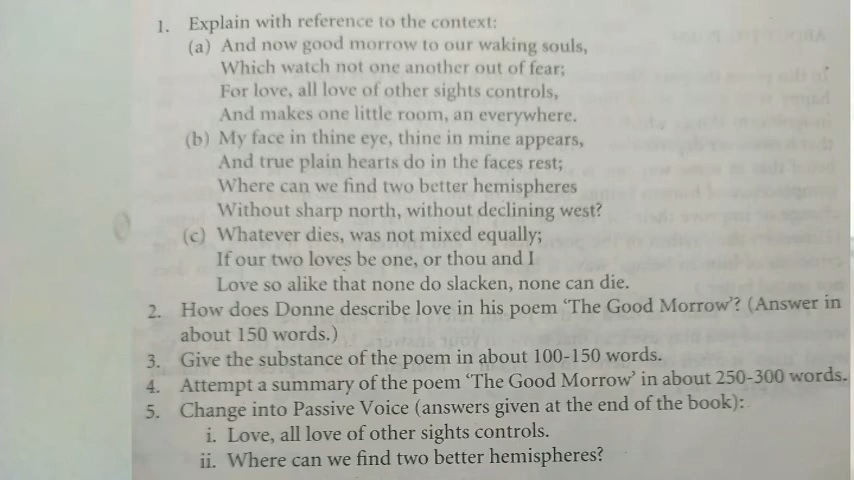 1. Explain with reference to the context:
(a) And now good morrow to our waking souls,
Which watch not one another out of fear;
For love, all love of other sights controls,
And makes one little room, an everywhere.
(b) My face in thine eye, thine in mine appears,
And true plain hearts do in the faces rest;
Where can we find two better hemispheres
Without sharp north, without declining west?
(c) Whatever dies, was not mixed equally;
If our two loves be one, or thou and I
Love so alike that none do slacken, none can die.
2. How does Donne describe love in his poem ‘The Good Morrow’? (Answer in
about 150 words.)
3. Give the substance of the poem in about 100-150 words.
4. Attempt a summary of the poem ‘The Good Morrow’ in about 250-300 words.
5. Change into Passive Voice (answers given at the end of the book):
i. Love, all love of other sights controls.
ii. Where can we find two better hemispheres?